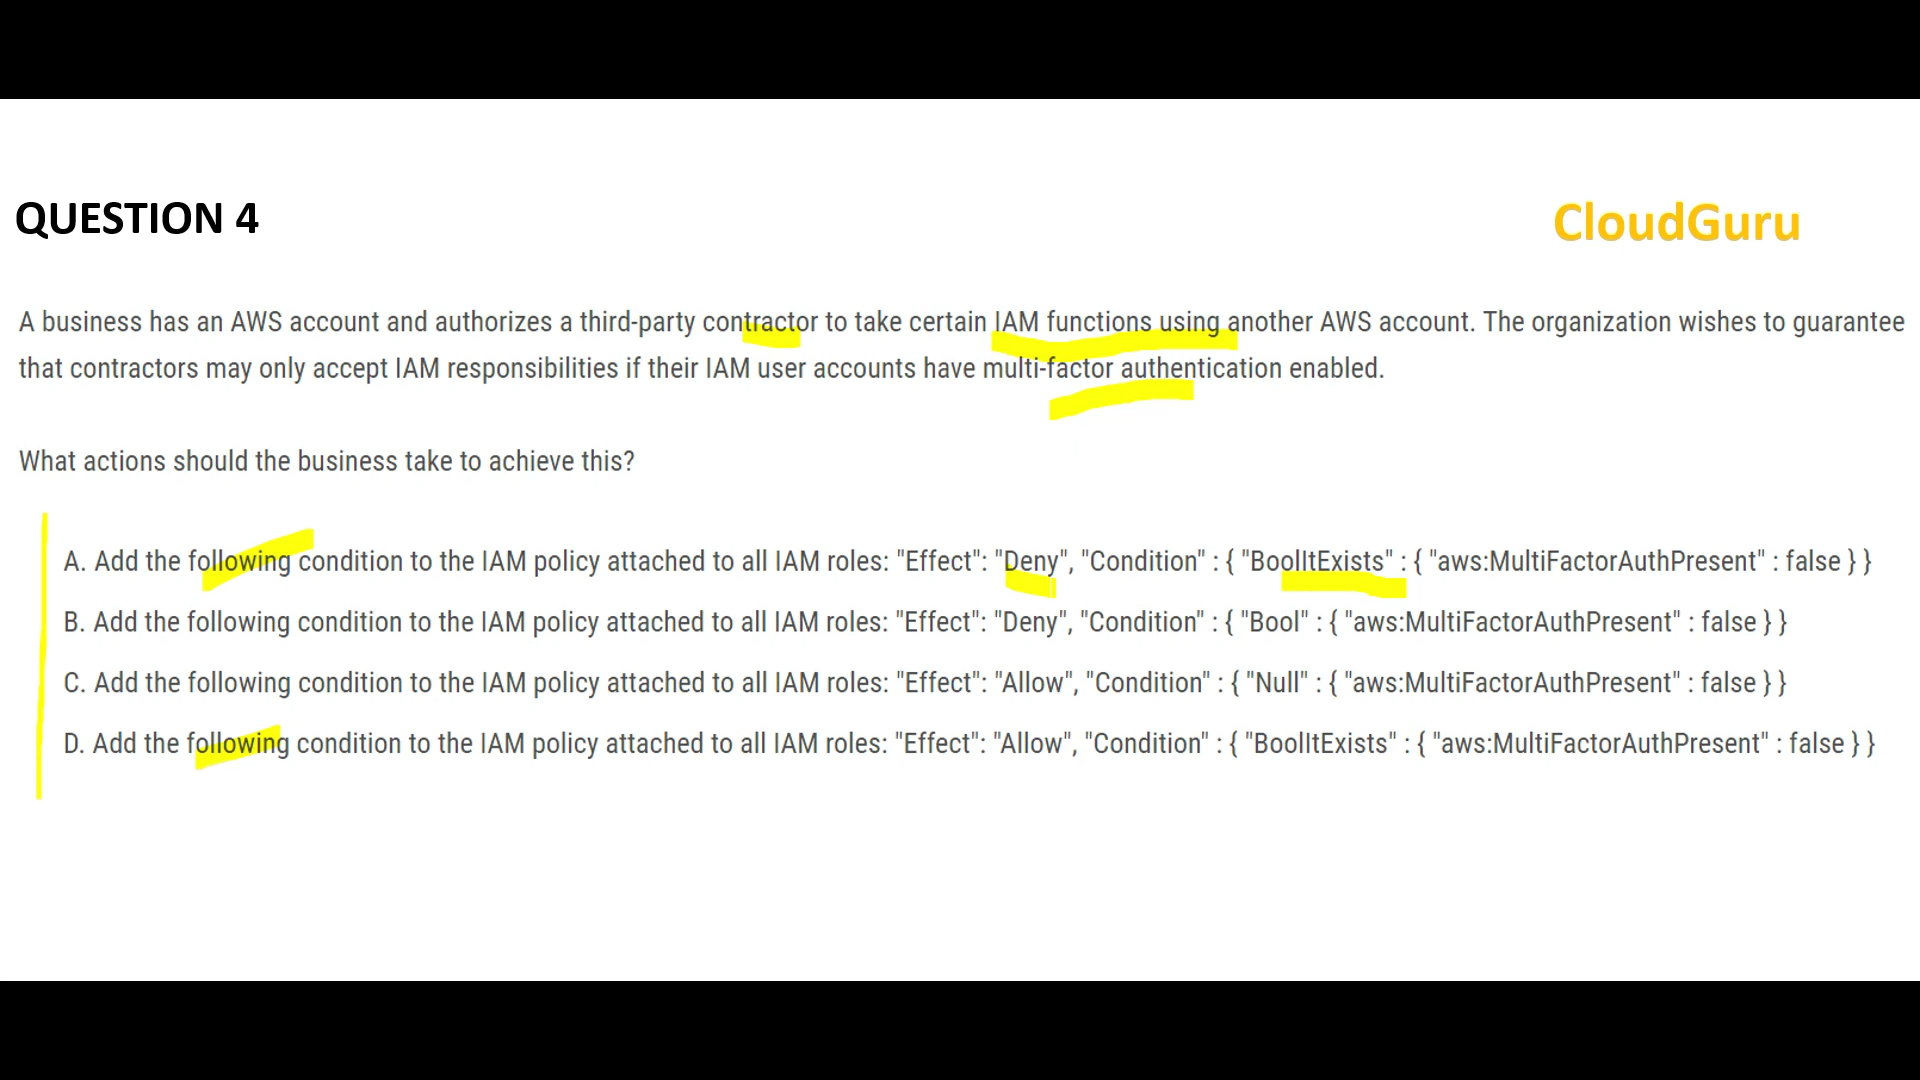 QUESTION 4
CloudGuru
A business has an AWS account and authorizes a third-party contractor to take certain IAM functions using another AWS account. The organization wishes to guarantee
that contractors may only accept IAM responsibilities if their IAM user accounts have multi-factor authentication enabled.
What actions should the business take to achieve this?
A. Add the following condition to the IAM policy attached to all IAM roles: "Effect": "Deny", "Condition" : { "BoolItExists" : { "aws:MultiFactorAuthPresent" : false } }
B. Add the following condition to the IAM policy attached to all IAM roles: "Effect": "Deny", "Condition" : { "Bool" : { "aws:MultiFactorAuthPresent" : false } }
C. Add the following condition to the IAM policy attached to all IAM roles: "Effect": "Allow", "Condition" : { "Null" : { "aws:MultiFactorAuthPresent" : false } }
D. Add the following condition to the IAM policy attached to all IAM roles: "Effect": "Allow", "Condition" : { "BoolItExists" : { "aws:MultiFactorAuthPresent" : false } }